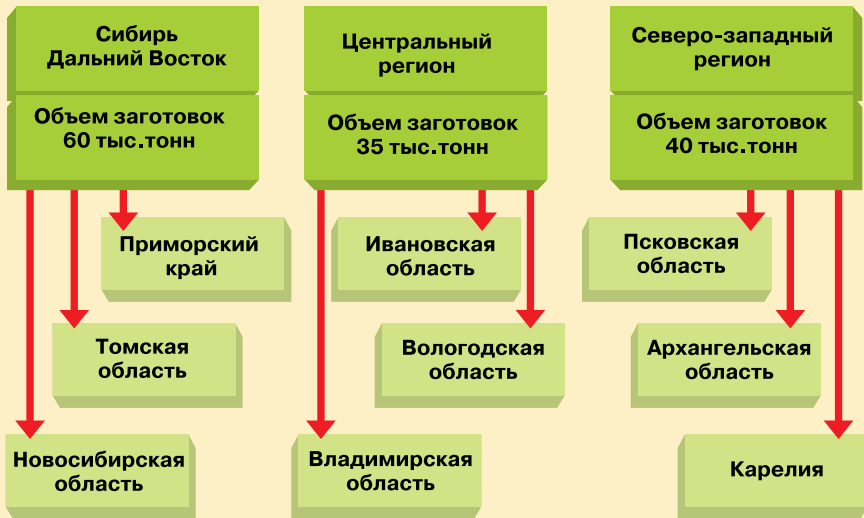 Сибирь
Дальний Восток
Объем заготовок
60 тыс.тонн
Приморский
край
Томская
область
Новосибирская
область
Центральный
регион
Объем заготовок
35 тыс.тонн
Ивановская
область
Вологодская
область
Владимирская
область
Северо-западный
регион
Объем заготовок
40 тыс.тонн
Псковская
область
Архангельская
область
Карелия